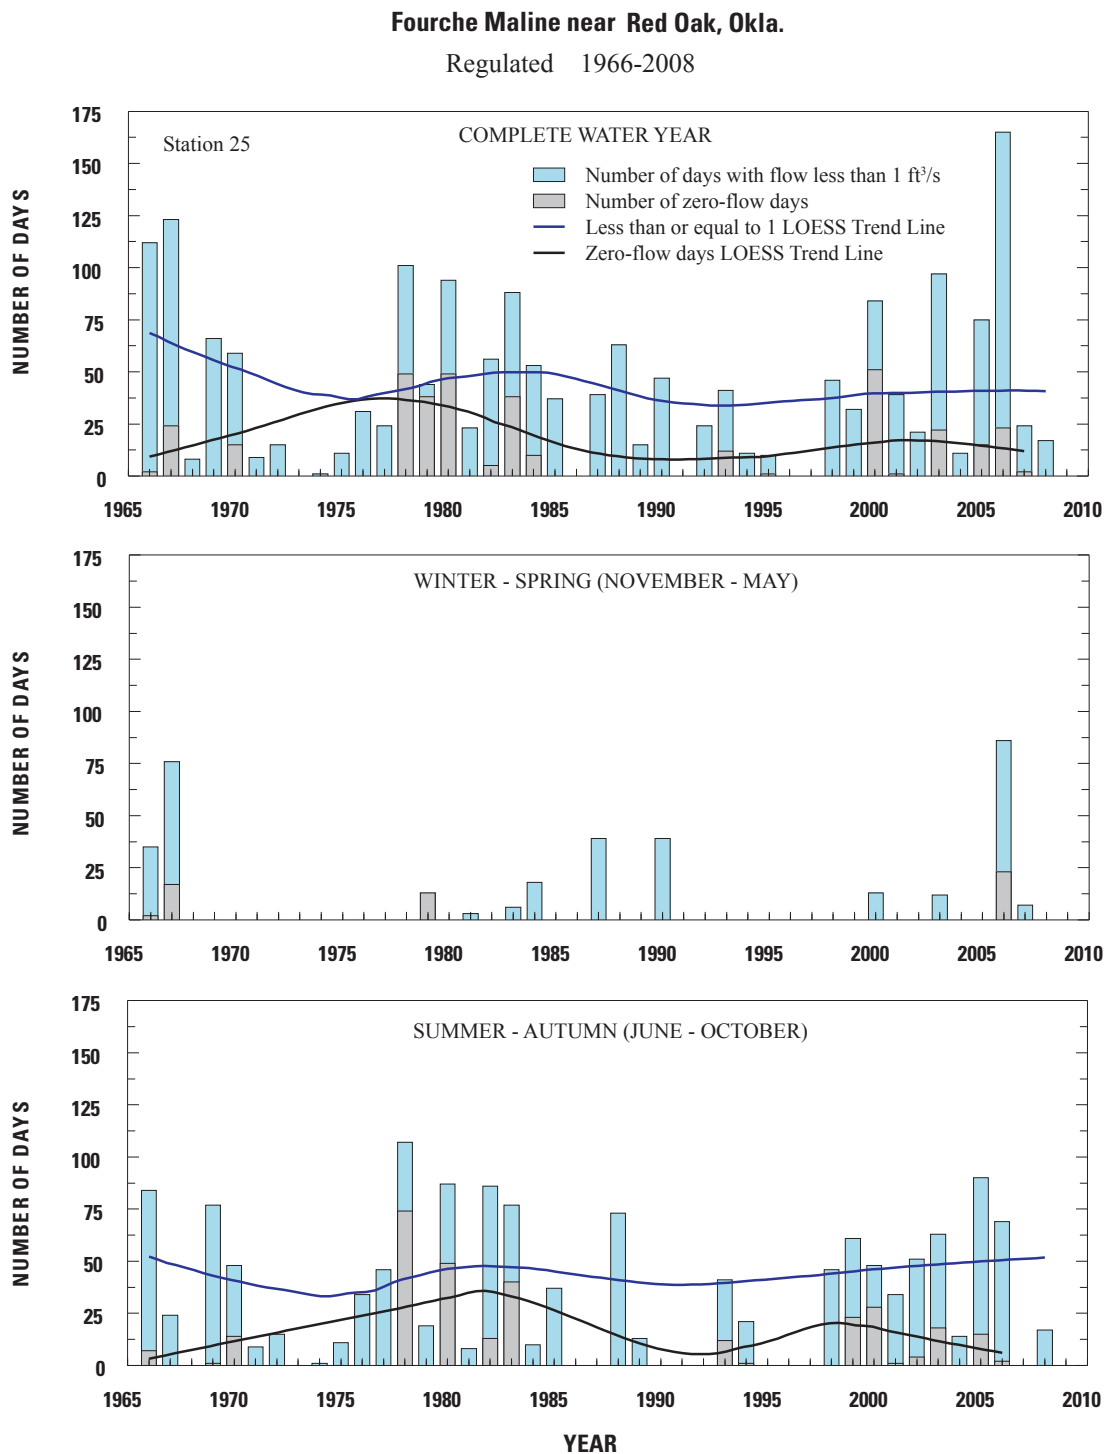 Fourche Maline near Red Oak, Okla.
Regulated 1966-2008
Station 25
COMPLETE WATER YEAR
Number of days with flow less than 1 ft³/s
Number of zero-flow days
Less than or equal to 1 LOESS Trend Line
Zero-flow days LOESS Trend Line
NUMBER OF DAYS
175
150
125
100
75
50
25
0
1965 1970 1975 1980 1985 1990 1995 2000 2005 2010
WINTER - SPRING (NOVEMBER - MAY)
NUMBER OF DAYS
175
150
125
100
75
50
25
0
1965 1970 1975 1980 1985 1990 1995 2000 2005 2010
SUMMER - AUTUMN (JUNE - OCTOBER)
NUMBER OF DAYS
175
150
125
100
75
50
25
0
1965 1970 1975 1980 1985 1990 1995 2000 2005 2010
YEAR